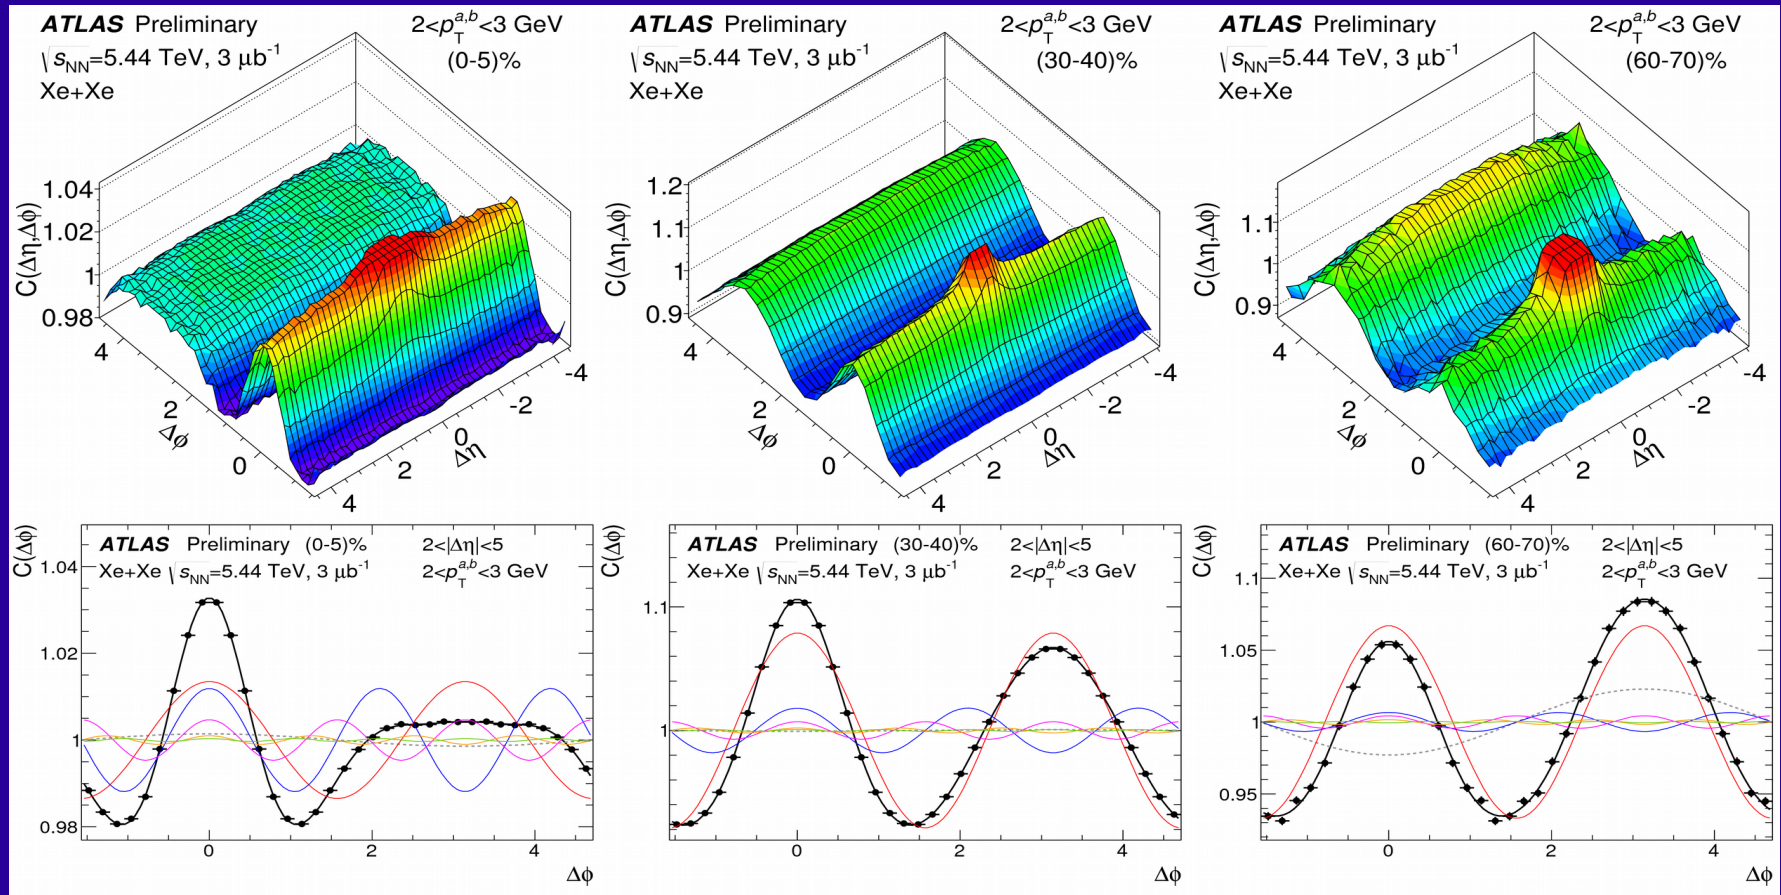 ATLAS Preliminary 2<p_T^{a,b}<3 GeV
√s_NN=5.44 TeV, 3 μb⁻¹ (0-5)%
Xe+Xe
C(Δη,Δϕ)
1.04
1.02
1
0.98
4
2
0
Δϕ
4
2
0
-2
-4
Δη
ATLAS Preliminary 2<p_T^{a,b}<3 GeV
√s_NN=5.44 TeV, 3 μb⁻¹ (30-40)%
Xe+Xe
C(Δη,Δϕ)
1.2
1.1
1
0.9
4
2
0
Δϕ
4
2
0
-2
-4
Δη
ATLAS Preliminary 2<p_T^{a,b}<3 GeV
√s_NN=5.44 TeV, 3 μb⁻¹ (60-70)%
Xe+Xe
C(Δη,Δϕ)
1.1
1
0.9
4
2
0
Δϕ
4
2
0
-2
-4
Δη
C(Δϕ)
ATLAS Preliminary (0-5)% 2<|Δη|<5
Xe+Xe √s_NN=5.44 TeV, 3 μb⁻¹ 2<p_T^{a,b}<3 GeV
1.04
1.02
1
0.98
0 2 4
Δϕ
C(Δϕ)
ATLAS Preliminary (30-40)% 2<|Δη|<5
Xe+Xe √s_NN=5.44 TeV, 3 μb⁻¹ 2<p_T^{a,b}<3 GeV
1.1
1
0 2 4
Δϕ
C(Δϕ)
ATLAS Preliminary (60-70)% 2<|Δη|<5
Xe+Xe √s_NN=5.44 TeV, 3 μb⁻¹ 2<p_T^{a,b}<3 GeV
1.1
1.05
1
0.95
0 2 4
Δϕ